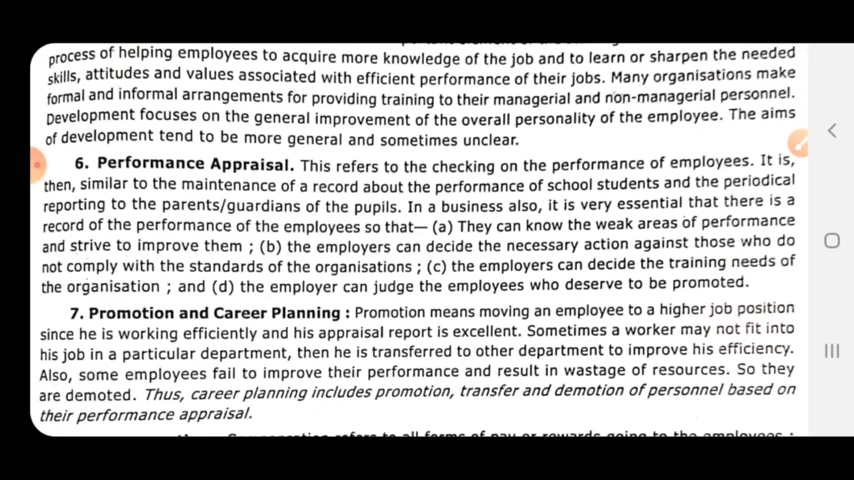 process of helping employees to acquire more knowledge of the job and to learn or sharpen the needed
skills, attitudes and values associated with efficient performance of their jobs. Many organisations make
formal and informal arrangements for providing training to their managerial and non-managerial personnel.
Development focuses on the general improvement of the overall personality of the employee. The aims
of development tend to be more general and sometimes unclear.
6. Performance Appraisal. This refers to the checking on the performance of employees. It is,
then, similar to the maintenance of a record about the performance of school students and the periodical
reporting to the parents/guardians of the pupils. In a business also, it is very essential that there is a
record of the performance of the employees so that— (a) They can know the weak areas of performance
and strive to improve them ; (b) the employers can decide the necessary action against those who do
not comply with the standards of the organisations ; (c) the employers can decide the training needs of
the organisation ; and (d) the employer can judge the employees who deserve to be promoted.
7. Promotion and Career Planning : Promotion means moving an employee to a higher job position
since he is working efficiently and his appraisal report is excellent. Sometimes a worker may not fit into
his job in a particular department, then he is transferred to other department to improve his efficiency.
Also, some employees fail to improve their performance and result in wastage of resources. So they
are demoted. Thus, career planning includes promotion, transfer and demotion of personnel based on
their performance appraisal.
refers to all forms of pay or rewards going to the employees :